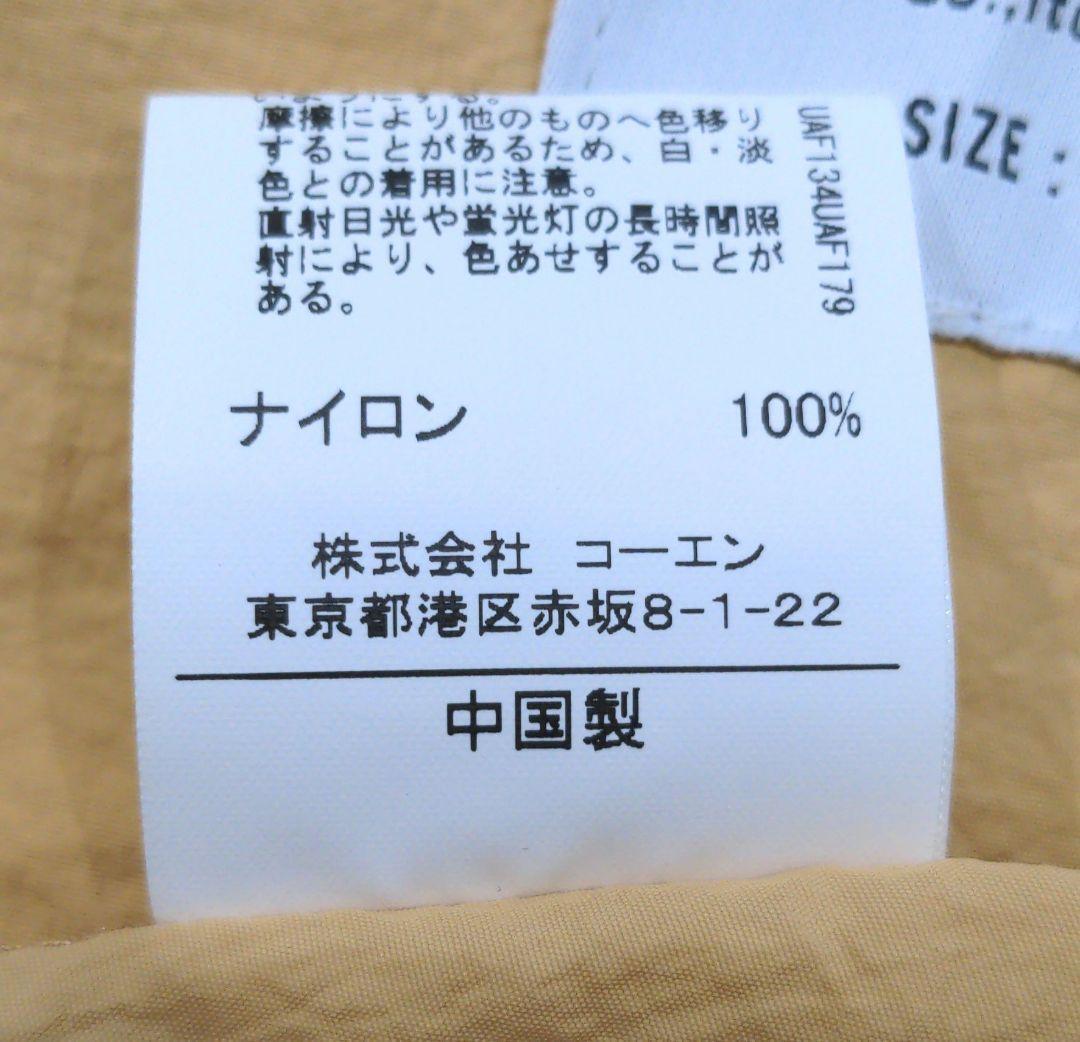 摩擦により他のものへ色移り
することがあるため、白・淡
色との着用に注意。
直射日光や蛍光灯の長時間照
射により、色あせすることが
ある。
UAF134UAF179
ナイロン 100%
株式会社 コーエン
東京都港区赤坂8-1-22
中国製
SIZE :